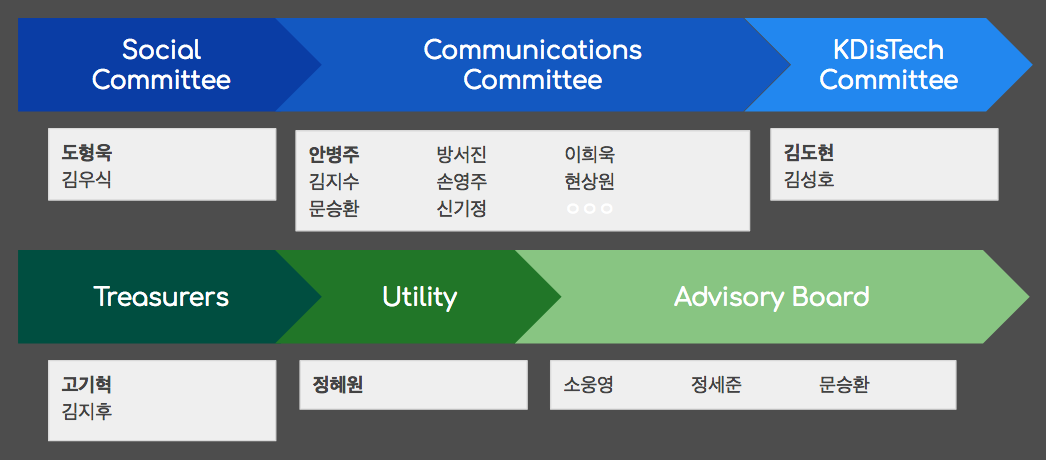 Social
Committee
Communications
Committee
KDisTech
Committee
도형욱
김우식
안병주 방서진 이희욱
김지수 손영주 현상원
문승환 신기정 ㅇㅇㅇ
김도현
김성호
Treasurers
Utility
Advisory Board
고기혁
김지후
정혜원
소웅영 정세준 문승환